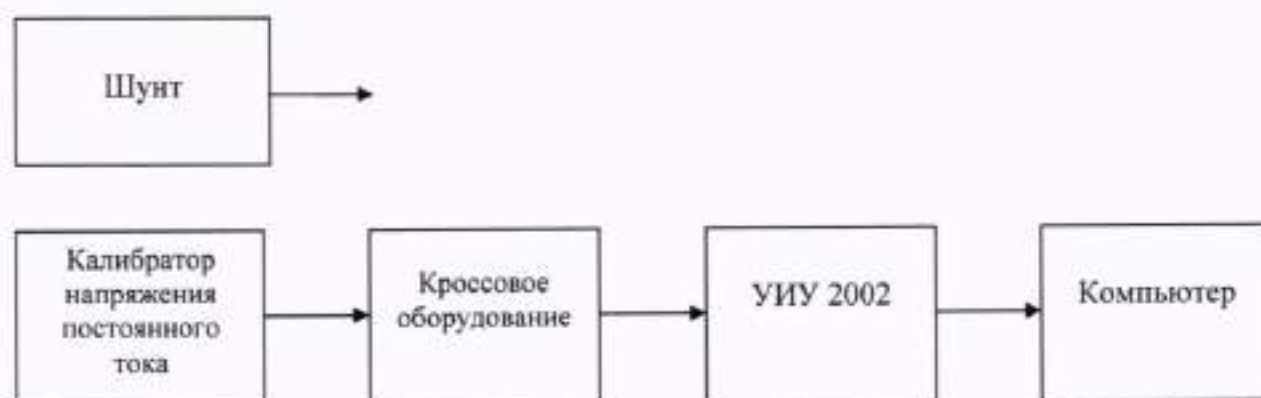 Шунт
Калибратор
напряжения
постоянного
тока
Кроссовое
оборудование
УИУ 2002
Компьютер